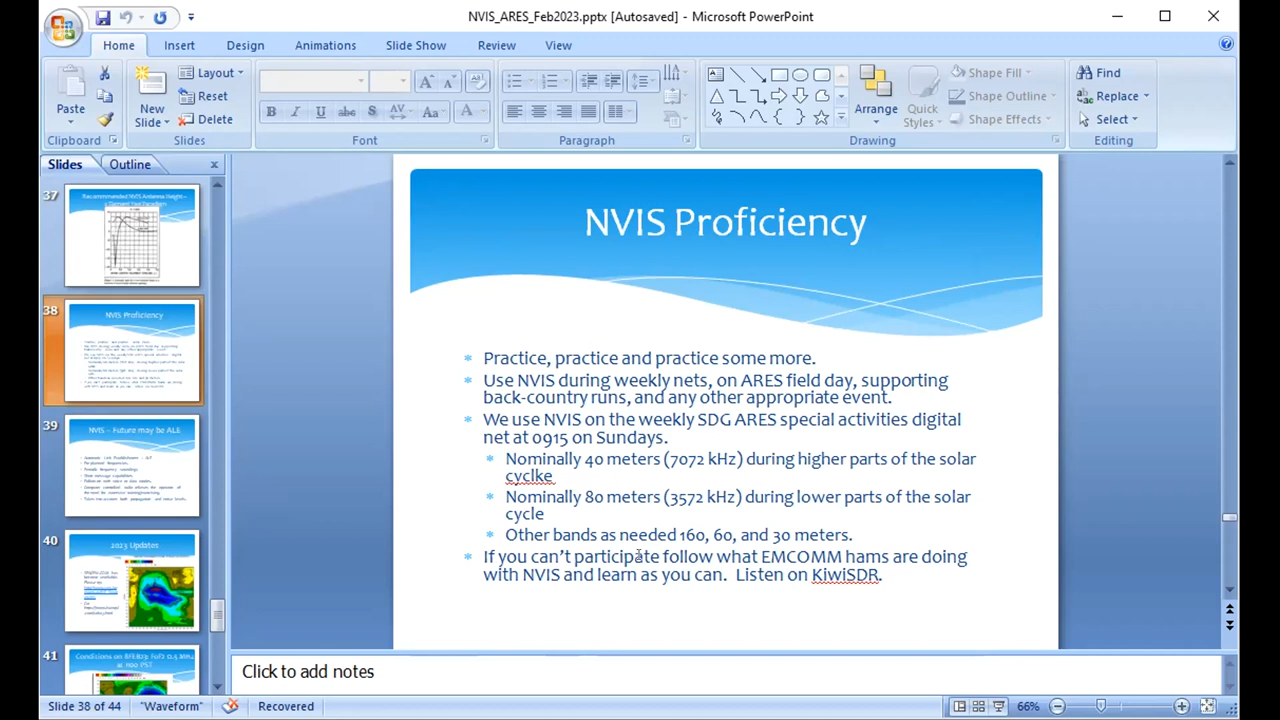 NVIS_ARES_Feb2023.pptx [Autosaved] - Microsoft PowerPoint
Home Insert Design Animations Slide Show Review View
Paste
Clipboard
New
Slide
Layout
Reset
Delete
Slides
Font
Paragraph
Arrange
Quick
Styles
Shape Fill
Shape Outline
Shape Effects
Drawing
Find
Replace
Select
Editing
Slides Outline
37
Recommended NVIS Antenna Height –
38
NVIS Proficiency
39
NVIS – Future may be ALE
40
2023 Updates
41
NVIS Proficiency
Practice, practice and practice some more.
Use NVIS during weekly nets, on ARES field day, supporting
back-country runs, and any other appropriate event.
We use NVIS on the weekly SDG ARES special activities digital
net at 0915 on Sundays.
Nominally 40 meters (7072 kHz) during higher parts of the solar
cyclke
Nominally 80 meters (3572 kHz) during lower parts of the solar
cycle
Other bands as needed 160, 60, and 30 meters.
If you can't participate follow what EMCOMM hams are doing
with NVIS and learn as you can. Listen on KiwiSDR.
Click to add notes
Slide 38 of 44 "Waveform" Recovered 66%